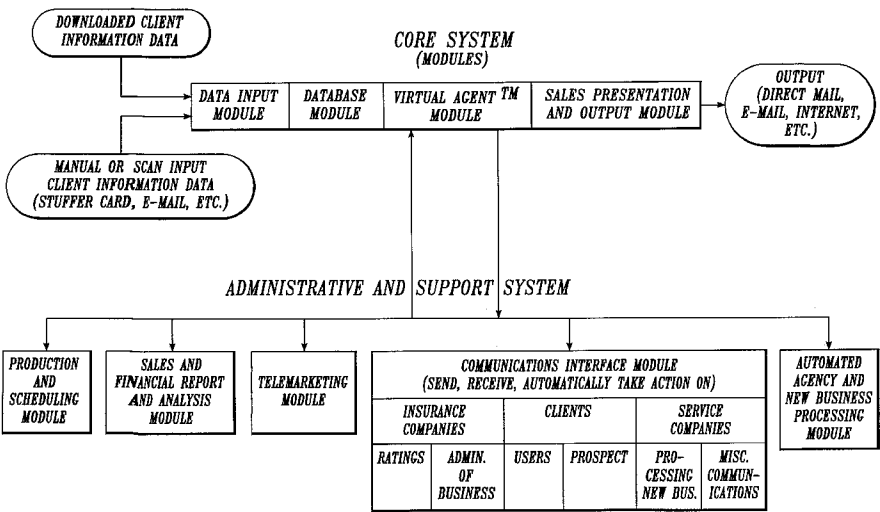 DOWNLOADED CLIENT
INFORMATION DATA
CORE SYSTEM
(MODULES)
DATA INPUT
MODULE
DATABASE
MODULE
VIRTUAL AGENT TM
MODULE
SALES PRESENTATION
AND OUTPUT MODULE
OUTPUT
(DIRECT MAIL,
E-MAIL, INTERNET,
ETC.)
MANUAL OR SCAN INPUT
CLIENT INFORMATION DATA
(STUFFER CARD, E-MAIL, ETC.)
ADMINISTRATIVE AND SUPPORT SYSTEM
PRODUCTION
AND
SCHEDULING
MODULE
SALES AND
FINANCIAL REPORT
AND ANALYSIS
MODULE
TELEMARKETING
MODULE
COMMUNICATIONS INTERFACE MODULE
(SEND, RECEIVE, AUTOMATICALLY TAKE ACTION ON)
INSURANCE
COMPANIES
CLIENTS
SERVICE
COMPANIES
RATINGS
ADMIN.
OF
BUSINESS
USERS
PROSPECT
PRO-
CESSING
NEW BUS.
MISC.
COMMUN-
ICATIONS
AUTOMATED
AGENCY AND
NEW BUSINESS
PROCESSING
MODULE